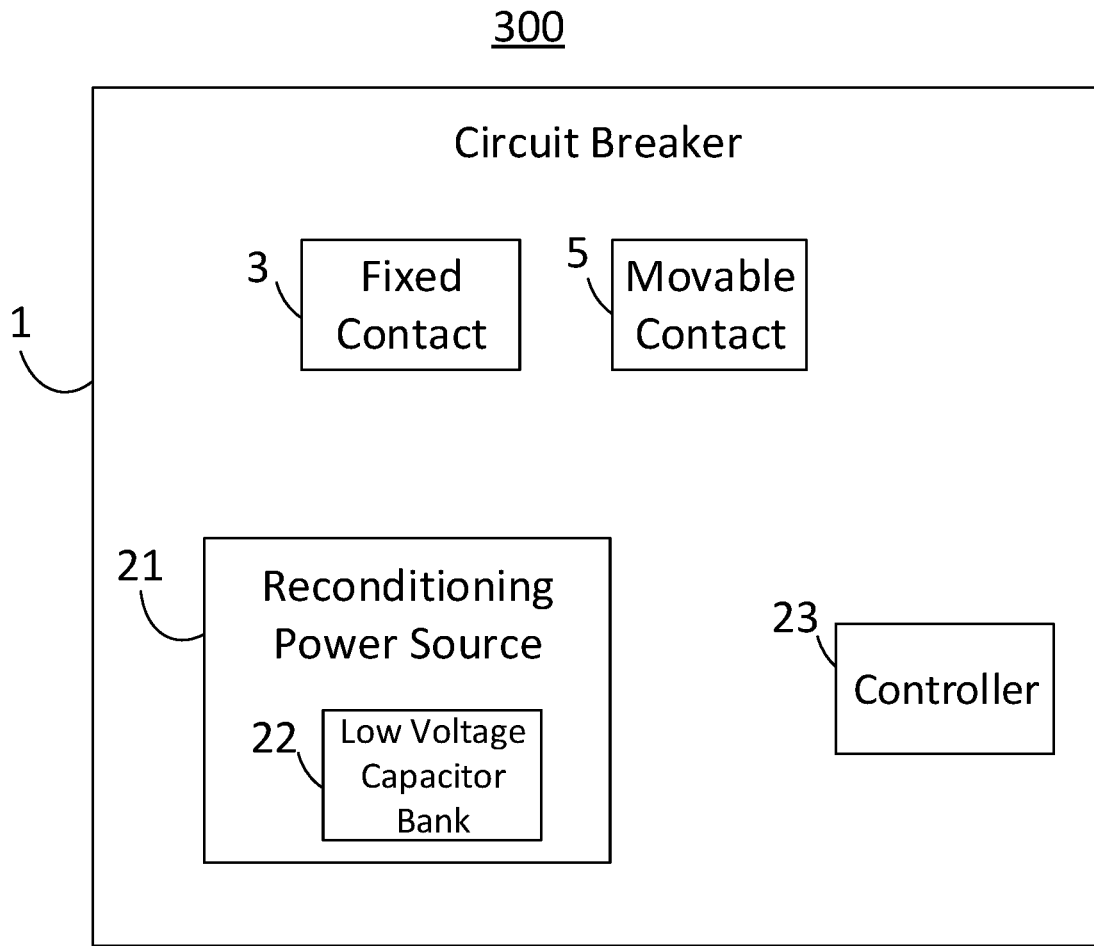 300
Circuit Breaker
3
Fixed
Contact
5
Movable
Contact
1
21
Reconditioning
Power Source
22
Low Voltage
Capacitor
Bank
23
Controller